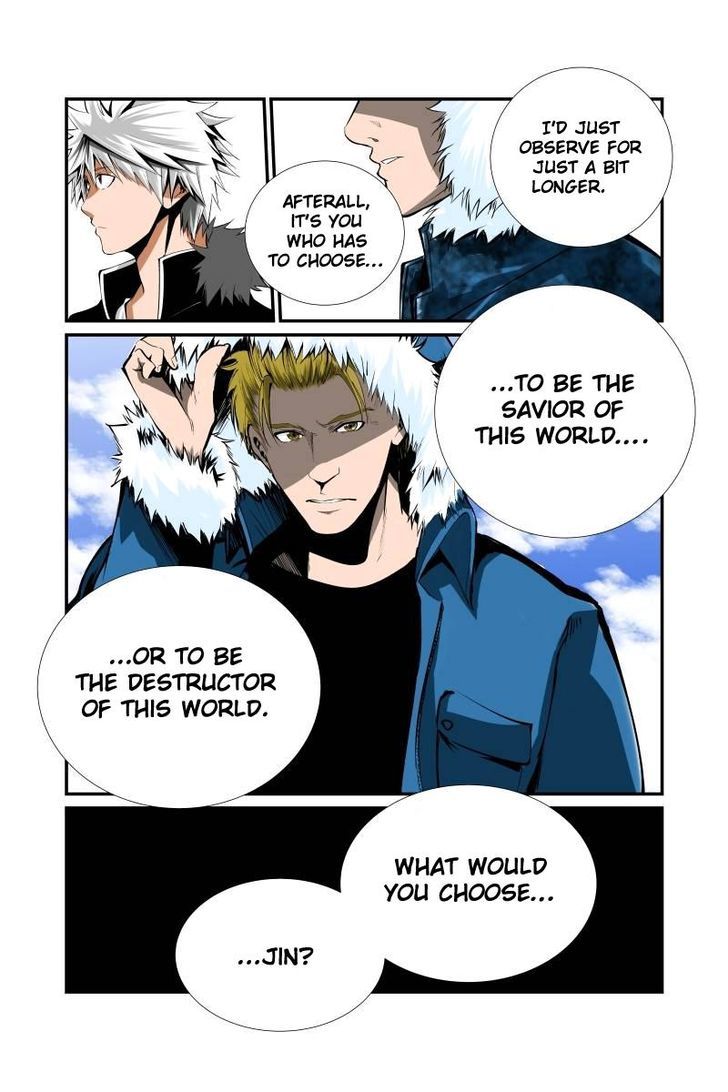 I'D JUST
OBSERVE FOR
JUST A BIT
LONGER.
AFTERALL,
IT'S YOU
WHO HAS
TO CHOOSE...
...TO BE THE
SAVIOR OF
THIS WORLD....
...OR TO BE
THE DESTRUCTOR
OF THIS WORLD.
WHAT WOULD
YOU CHOOSE...
...JIN?